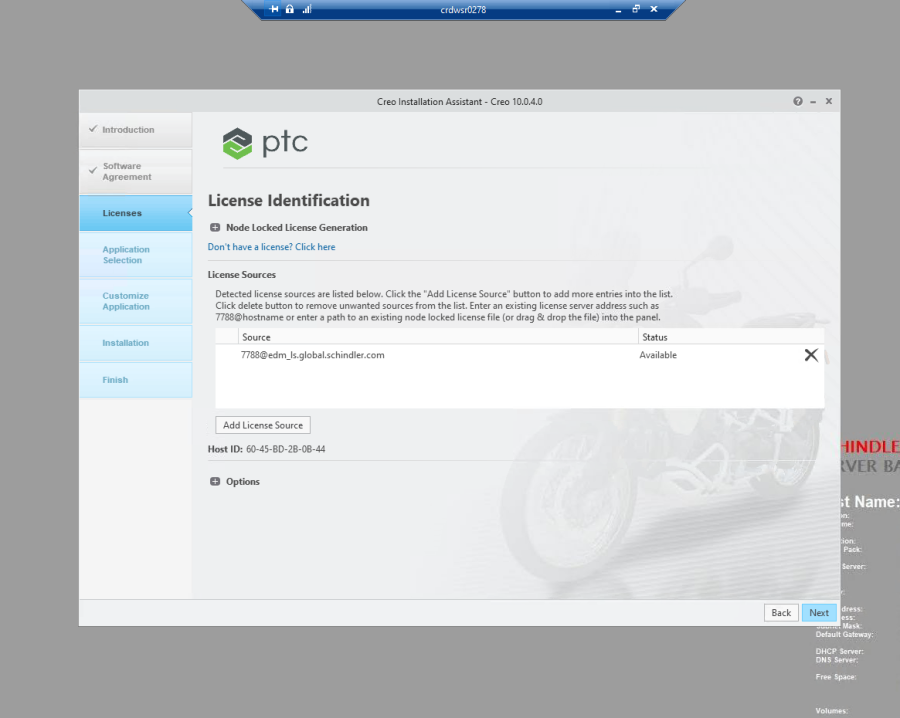 crdwsr0278
Creo Installation Assistant - Creo 10.0.4.0
Introduction
Software
Agreement
Licenses
Application
Selection
Customize
Application
Installation
Finish
ptc
License Identification
Node Locked License Generation
Don't have a license? Click here
License Sources
Detected license sources are listed below. Click the "Add License Source" button to add more entries into the list.
Click delete button to remove unwanted sources from the list. Enter an existing license server address such as
7788@hostname or enter a path to an existing node locked license file (or drag & drop the file) into the panel.
Source Status
7788@edm_ls.global.schindler.com Available
Add License Source
Host ID: 60-45-BD-2B-0B-44
Options
Back Next
HINDLE
RVER BA
st Name:
on:
me:
tion:
Pack:
Server:
r:
dress:
ess:
Subnet Mask:
Default Gateway:
DHCP Server:
DNS Server:
Free Space:
Volumes: